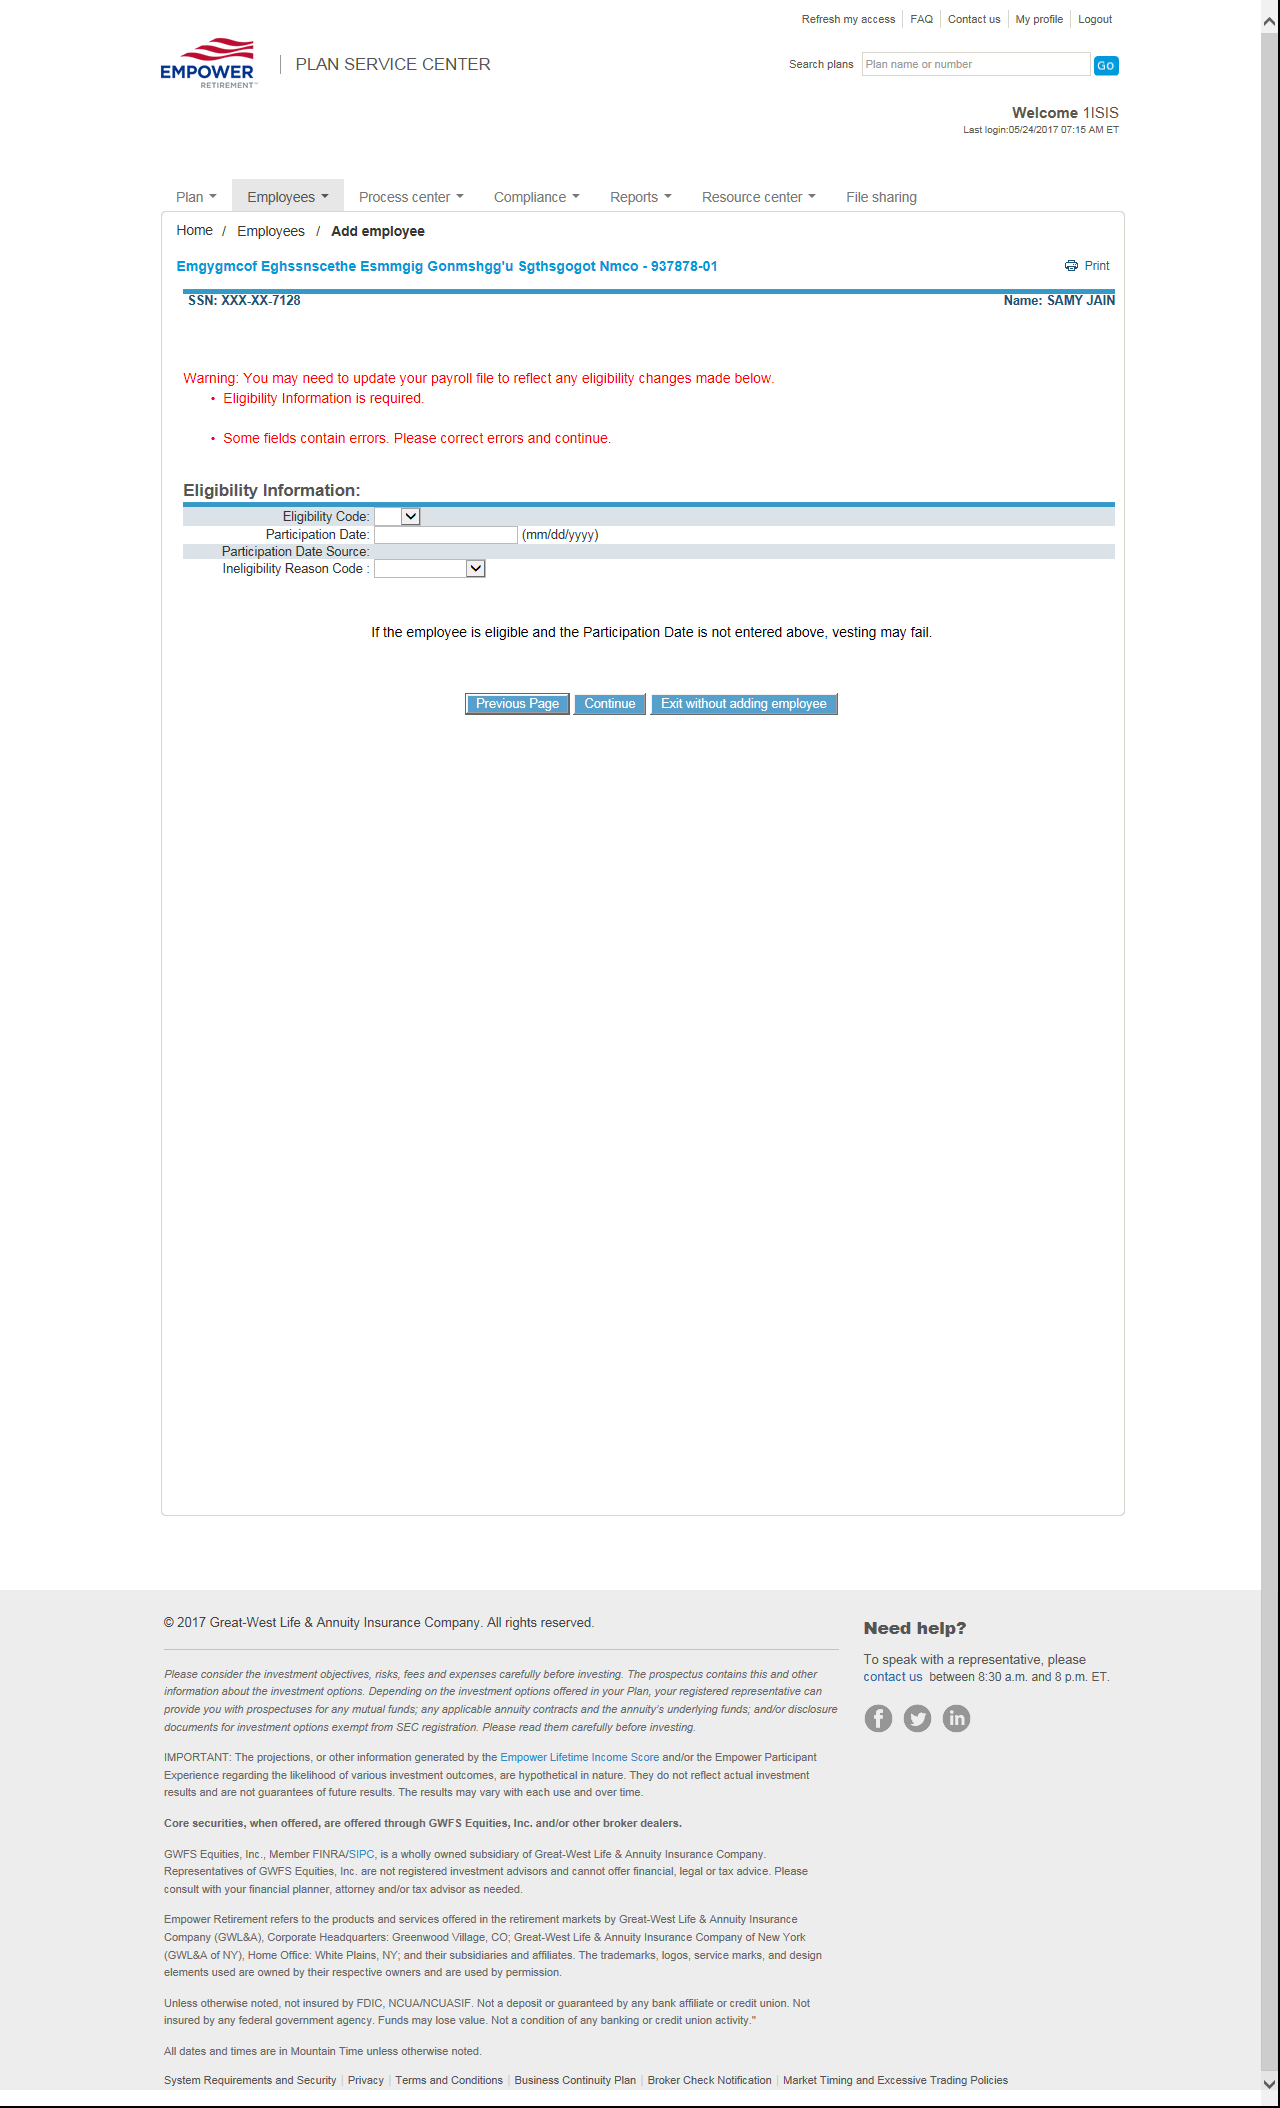 Refresh my access FAQ Contact us My profile Logout
EMPOWER
RETIREMENT™
PLAN SERVICE CENTER
Search plans Plan name or number GO
Welcome 1ISIS
Last login:05/24/2017 07:15 AM ET
Plan Employees Process center Compliance Reports Resource center File sharing
Home / Employees / Add employee
Emgygmcof Eghssnscethe Esmmgig Gonmshgg'u Sgthsgogot Nmco - 937878-01 Print
SSN: XXX-XX-7128 Name: SAMY JAIN
Warning: You may need to update your payroll file to reflect any eligibility changes made below.
• Eligibility Information is required.
• Some fields contain errors. Please correct errors and continue.
Eligibility Information:
Eligibility Code:
Participation Date: (mm/dd/yyyy)
Participation Date Source:
Ineligibility Reason Code :
If the employee is eligible and the Participation Date is not entered above, vesting may fail.
Previous Page Continue Exit without adding employee
© 2017 Great-West Life & Annuity Insurance Company. All rights reserved.
Please consider the investment objectives, risks, fees and expenses carefully before investing. The prospectus contains this and other
information about the investment options. Depending on the investment options offered in your Plan, your registered representative can
provide you with prospectuses for any mutual funds; any applicable annuity contracts and the annuity's underlying funds; and/or disclosure
documents for investment options exempt from SEC registration. Please read them carefully before investing.
IMPORTANT: The projections, or other information generated by the Empower Lifetime Income Score and/or the Empower Participant
Experience regarding the likelihood of various investment outcomes, are hypothetical in nature. They do not reflect actual investment
results and are not guarantees of future results. The results may vary with each use and over time.
Core securities, when offered, are offered through GWFS Equities, Inc. and/or other broker dealers.
GWFS Equities, Inc., Member FINRA/SIPC, is a wholly owned subsidiary of Great-West Life & Annuity Insurance Company.
Representatives of GWFS Equities, Inc. are not registered investment advisors and cannot offer financial, legal or tax advice. Please
consult with your financial planner, attorney and/or tax advisor as needed.
Empower Retirement refers to the products and services offered in the retirement markets by Great-West Life & Annuity Insurance
Company (GWL&A), Corporate Headquarters: Greenwood Village, CO; Great-West Life & Annuity Insurance Company of New York
(GWL&A of NY), Home Office: White Plains, NY; and their subsidiaries and affiliates. The trademarks, logos, service marks, and design
elements used are owned by their respective owners and are used by permission.
Unless otherwise noted, not insured by FDIC, NCUA/NCUASIF. Not a deposit or guaranteed by any bank affiliate or credit union. Not
insured by any federal government agency. Funds may lose value. Not a condition of any banking or credit union activity."
All dates and times are in Mountain Time unless otherwise noted.
System Requirements and Security | Privacy | Terms and Conditions | Business Continuity Plan | Broker Check Notification | Market Timing and Excessive Trading Policies
Need help?
To speak with a representative, please
contact us between 8:30 a.m. and 8 p.m. ET.
f in